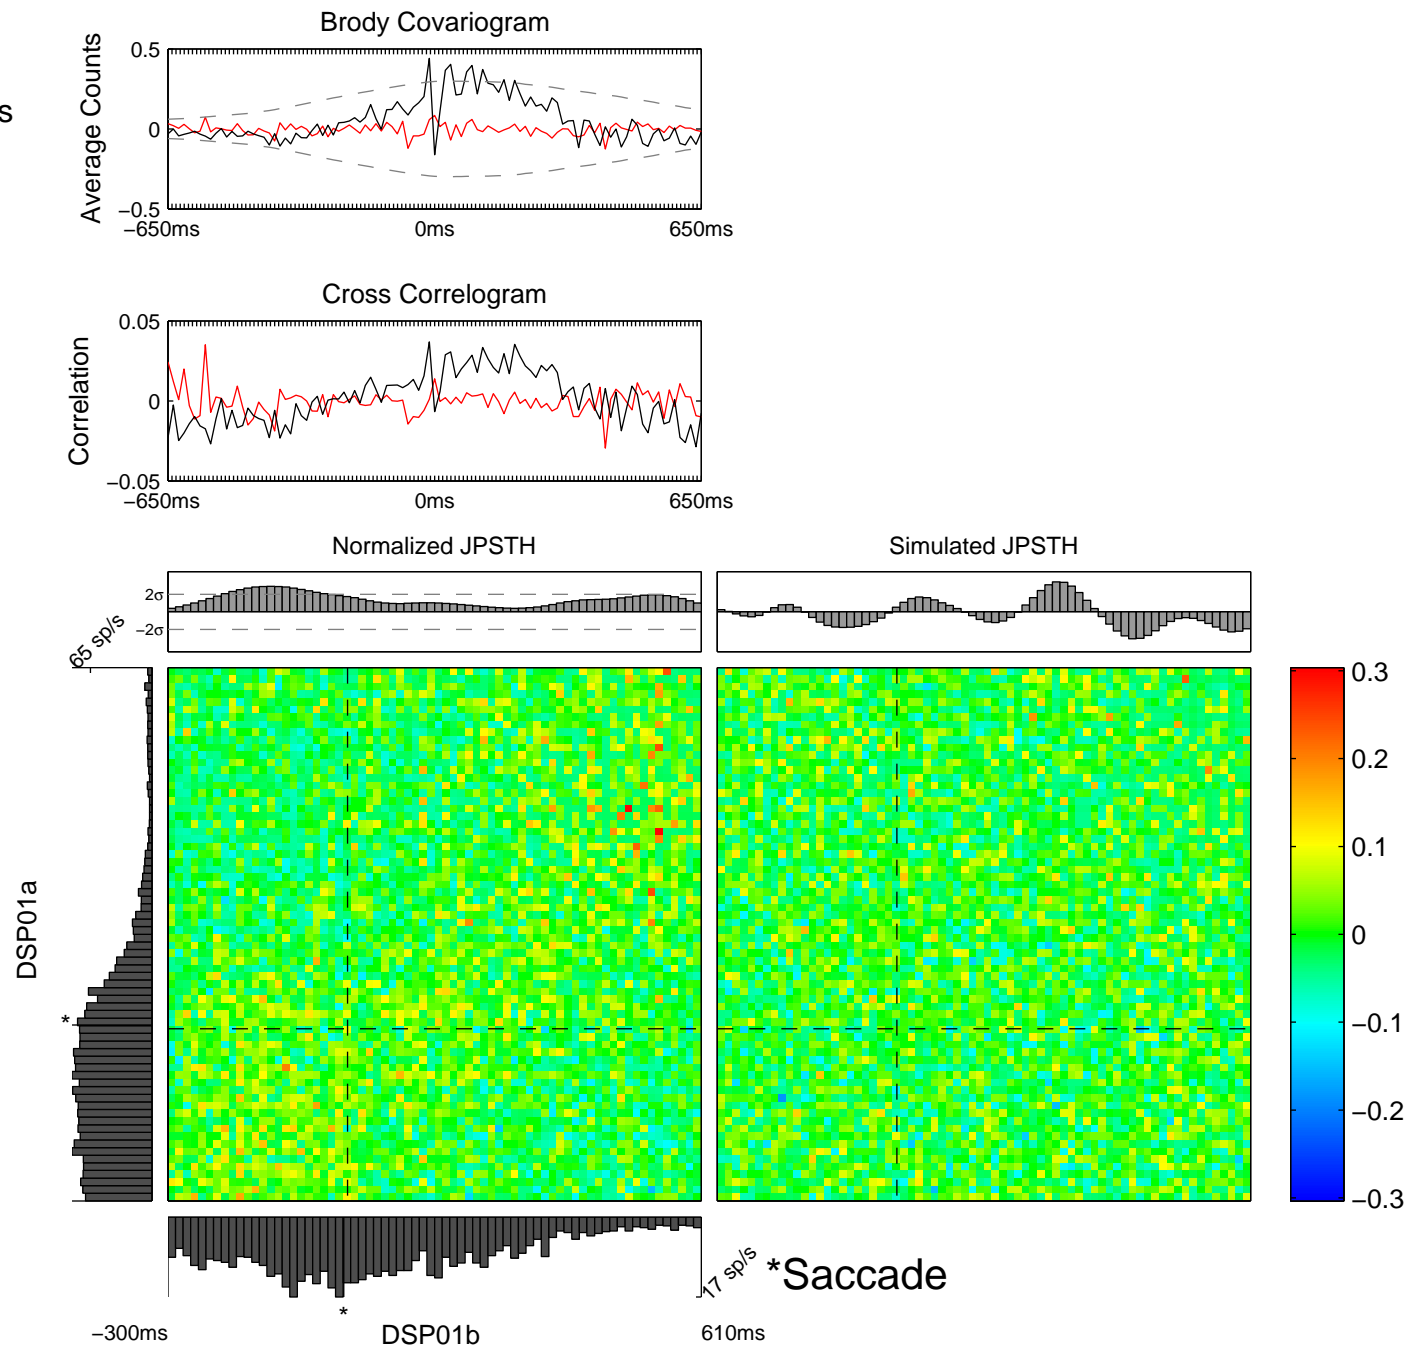 Brody Covariogram
s
Average Counts
0.5
0
−0.5
−650ms
0ms
650ms
Cross Correlogram
Correlation
0.05
0
−0.05
−650ms
0ms
650ms
Normalized JPSTH
Simulated JPSTH
2σ
−2σ
65 sp/s
DSP01a
*
0.3
0.2
0.1
0
−0.1
−0.2
−0.3
17 sp/s
*Saccade
*
−300ms
DSP01b
610ms